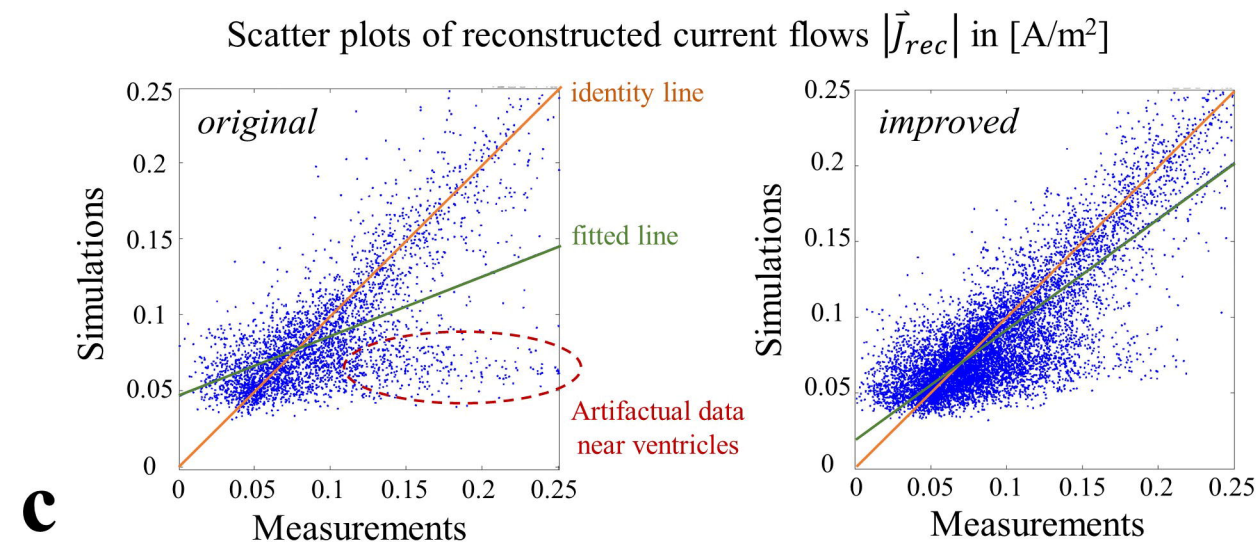 Scatter plots of reconstructed current flows |J⃗rec| in [A/m²]
original
identity line
fitted line
Artifactual data
near ventricles
0.25
0.2
0.15
0.1
0.05
0
Simulations
0 0.05 0.1 0.15 0.2 0.25
Measurements
improved
0.25
0.2
0.15
0.1
0.05
0
Simulations
0 0.05 0.1 0.15 0.2 0.25
Measurements
c